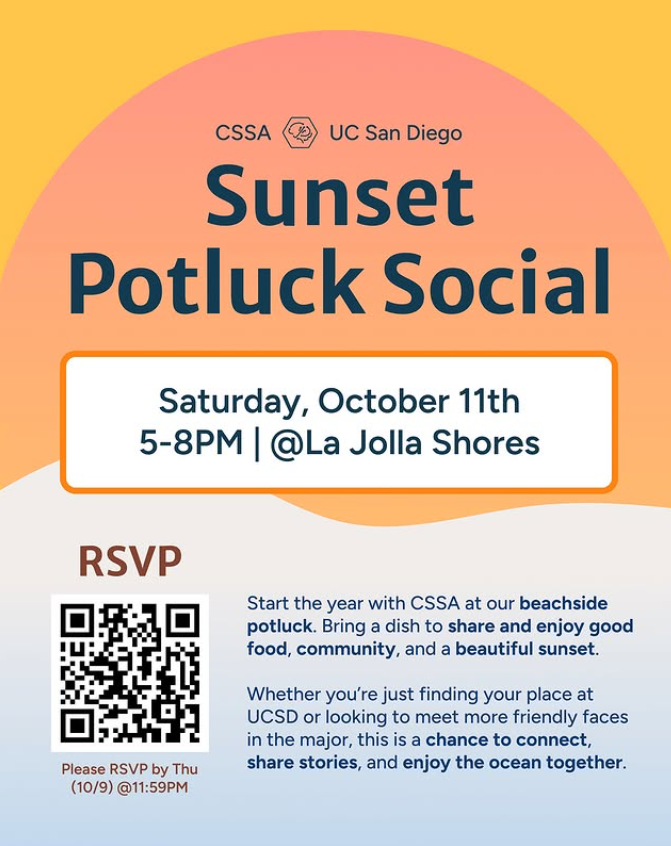 CSSA UC San Diego
Sunset
Potluck Social
Saturday, October 11th
5-8PM | @La Jolla Shores
RSVP
Please RSVP by Thu
(10/9) @11:59PM
Start the year with CSSA at our beachside
potluck. Bring a dish to share and enjoy good
food, community, and a beautiful sunset.
Whether you’re just finding your place at
UCSD or looking to meet more friendly faces
in the major, this is a chance to connect,
share stories, and enjoy the ocean together.